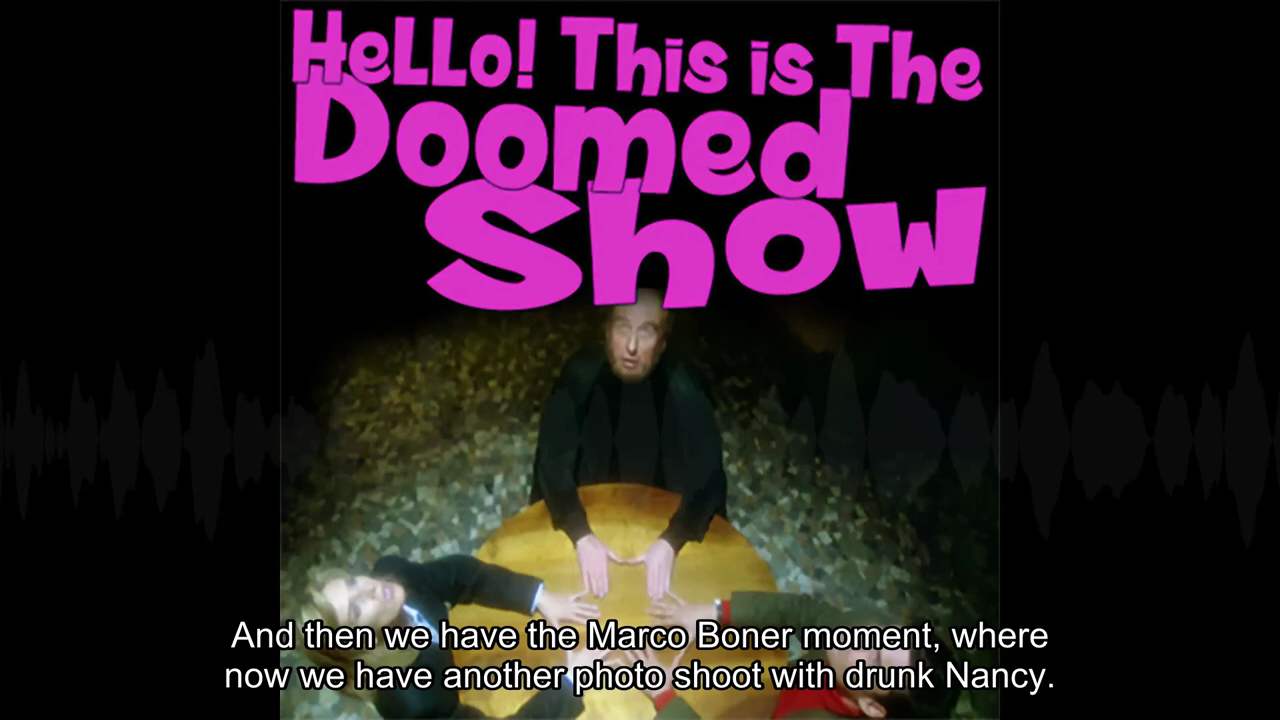 HeLLo! This is The
Doomed
Show
And then we have the Marco Boner moment, where
now we have another photo shoot with drunk Nancy.